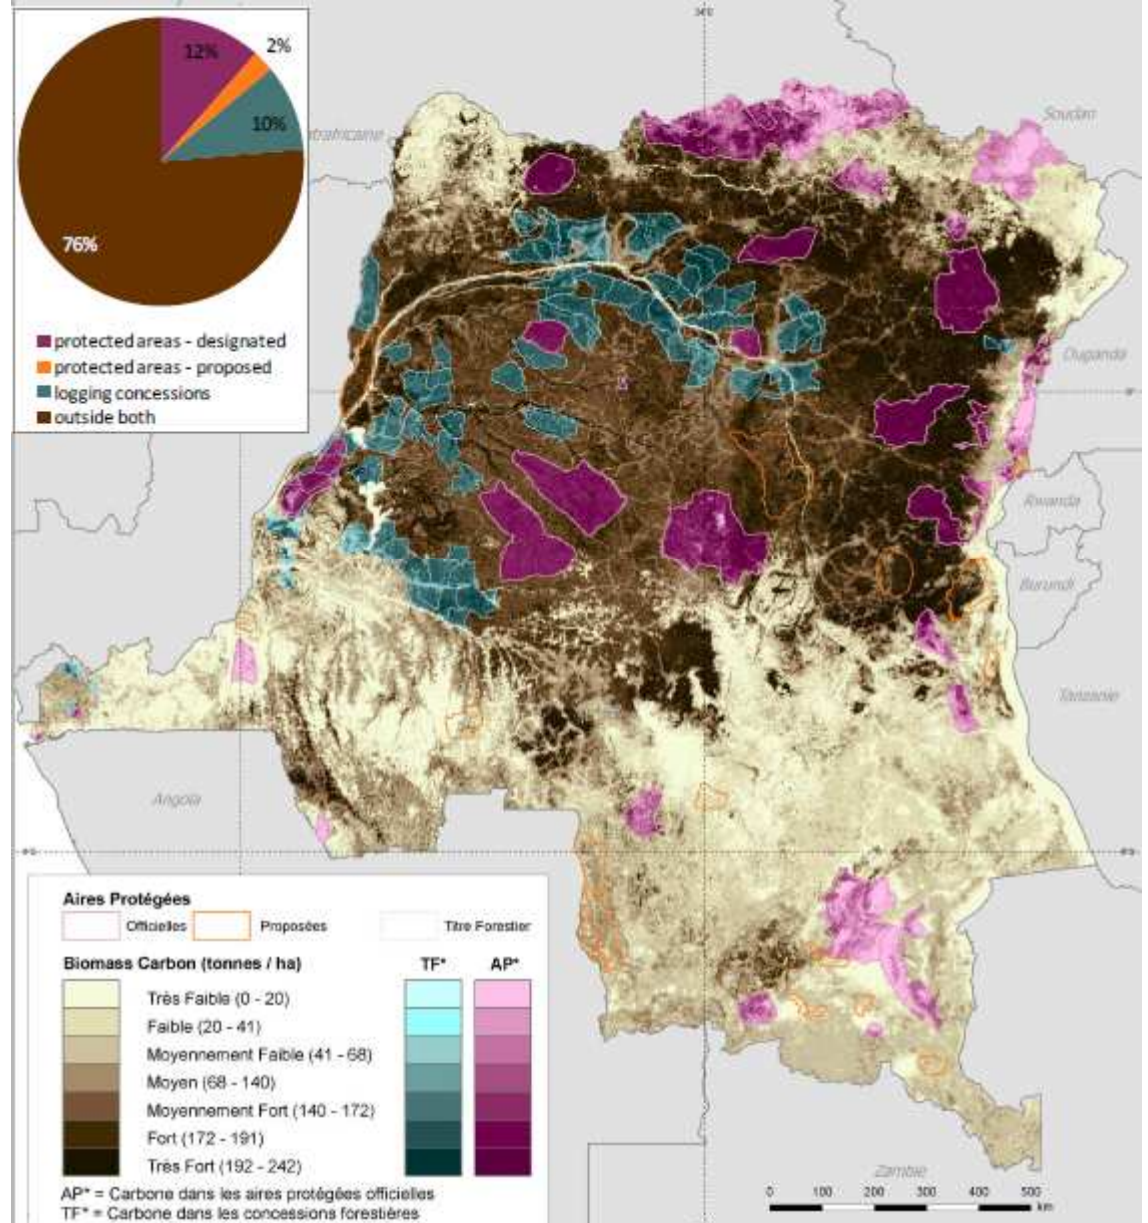 12%
2%
10%
76%
protected areas - designated
protected areas - proposed
logging concessions
outside both
24°0'
trafricaine
Soudan
Ouganda
0°
Rwanda
Burundi
Tanzanie
Angola
Zambie
Aires Protégées
Officielles
Proposées
Titre Forestier
Biomass Carbon (tonnes / ha)
TF*
AP*
Très Faible (0 - 20)
Faible (20 - 41)
Moyennement Faible (41 - 68)
Moyen (68 - 140)
Moyennement Fort (140 - 172)
Fort (172 - 191)
Très Fort (192 - 242)
AP* = Carbone dans les aires protégées officielles
TF* = Carbone dans les concessions forestières
0 100 200 300 400 500
km